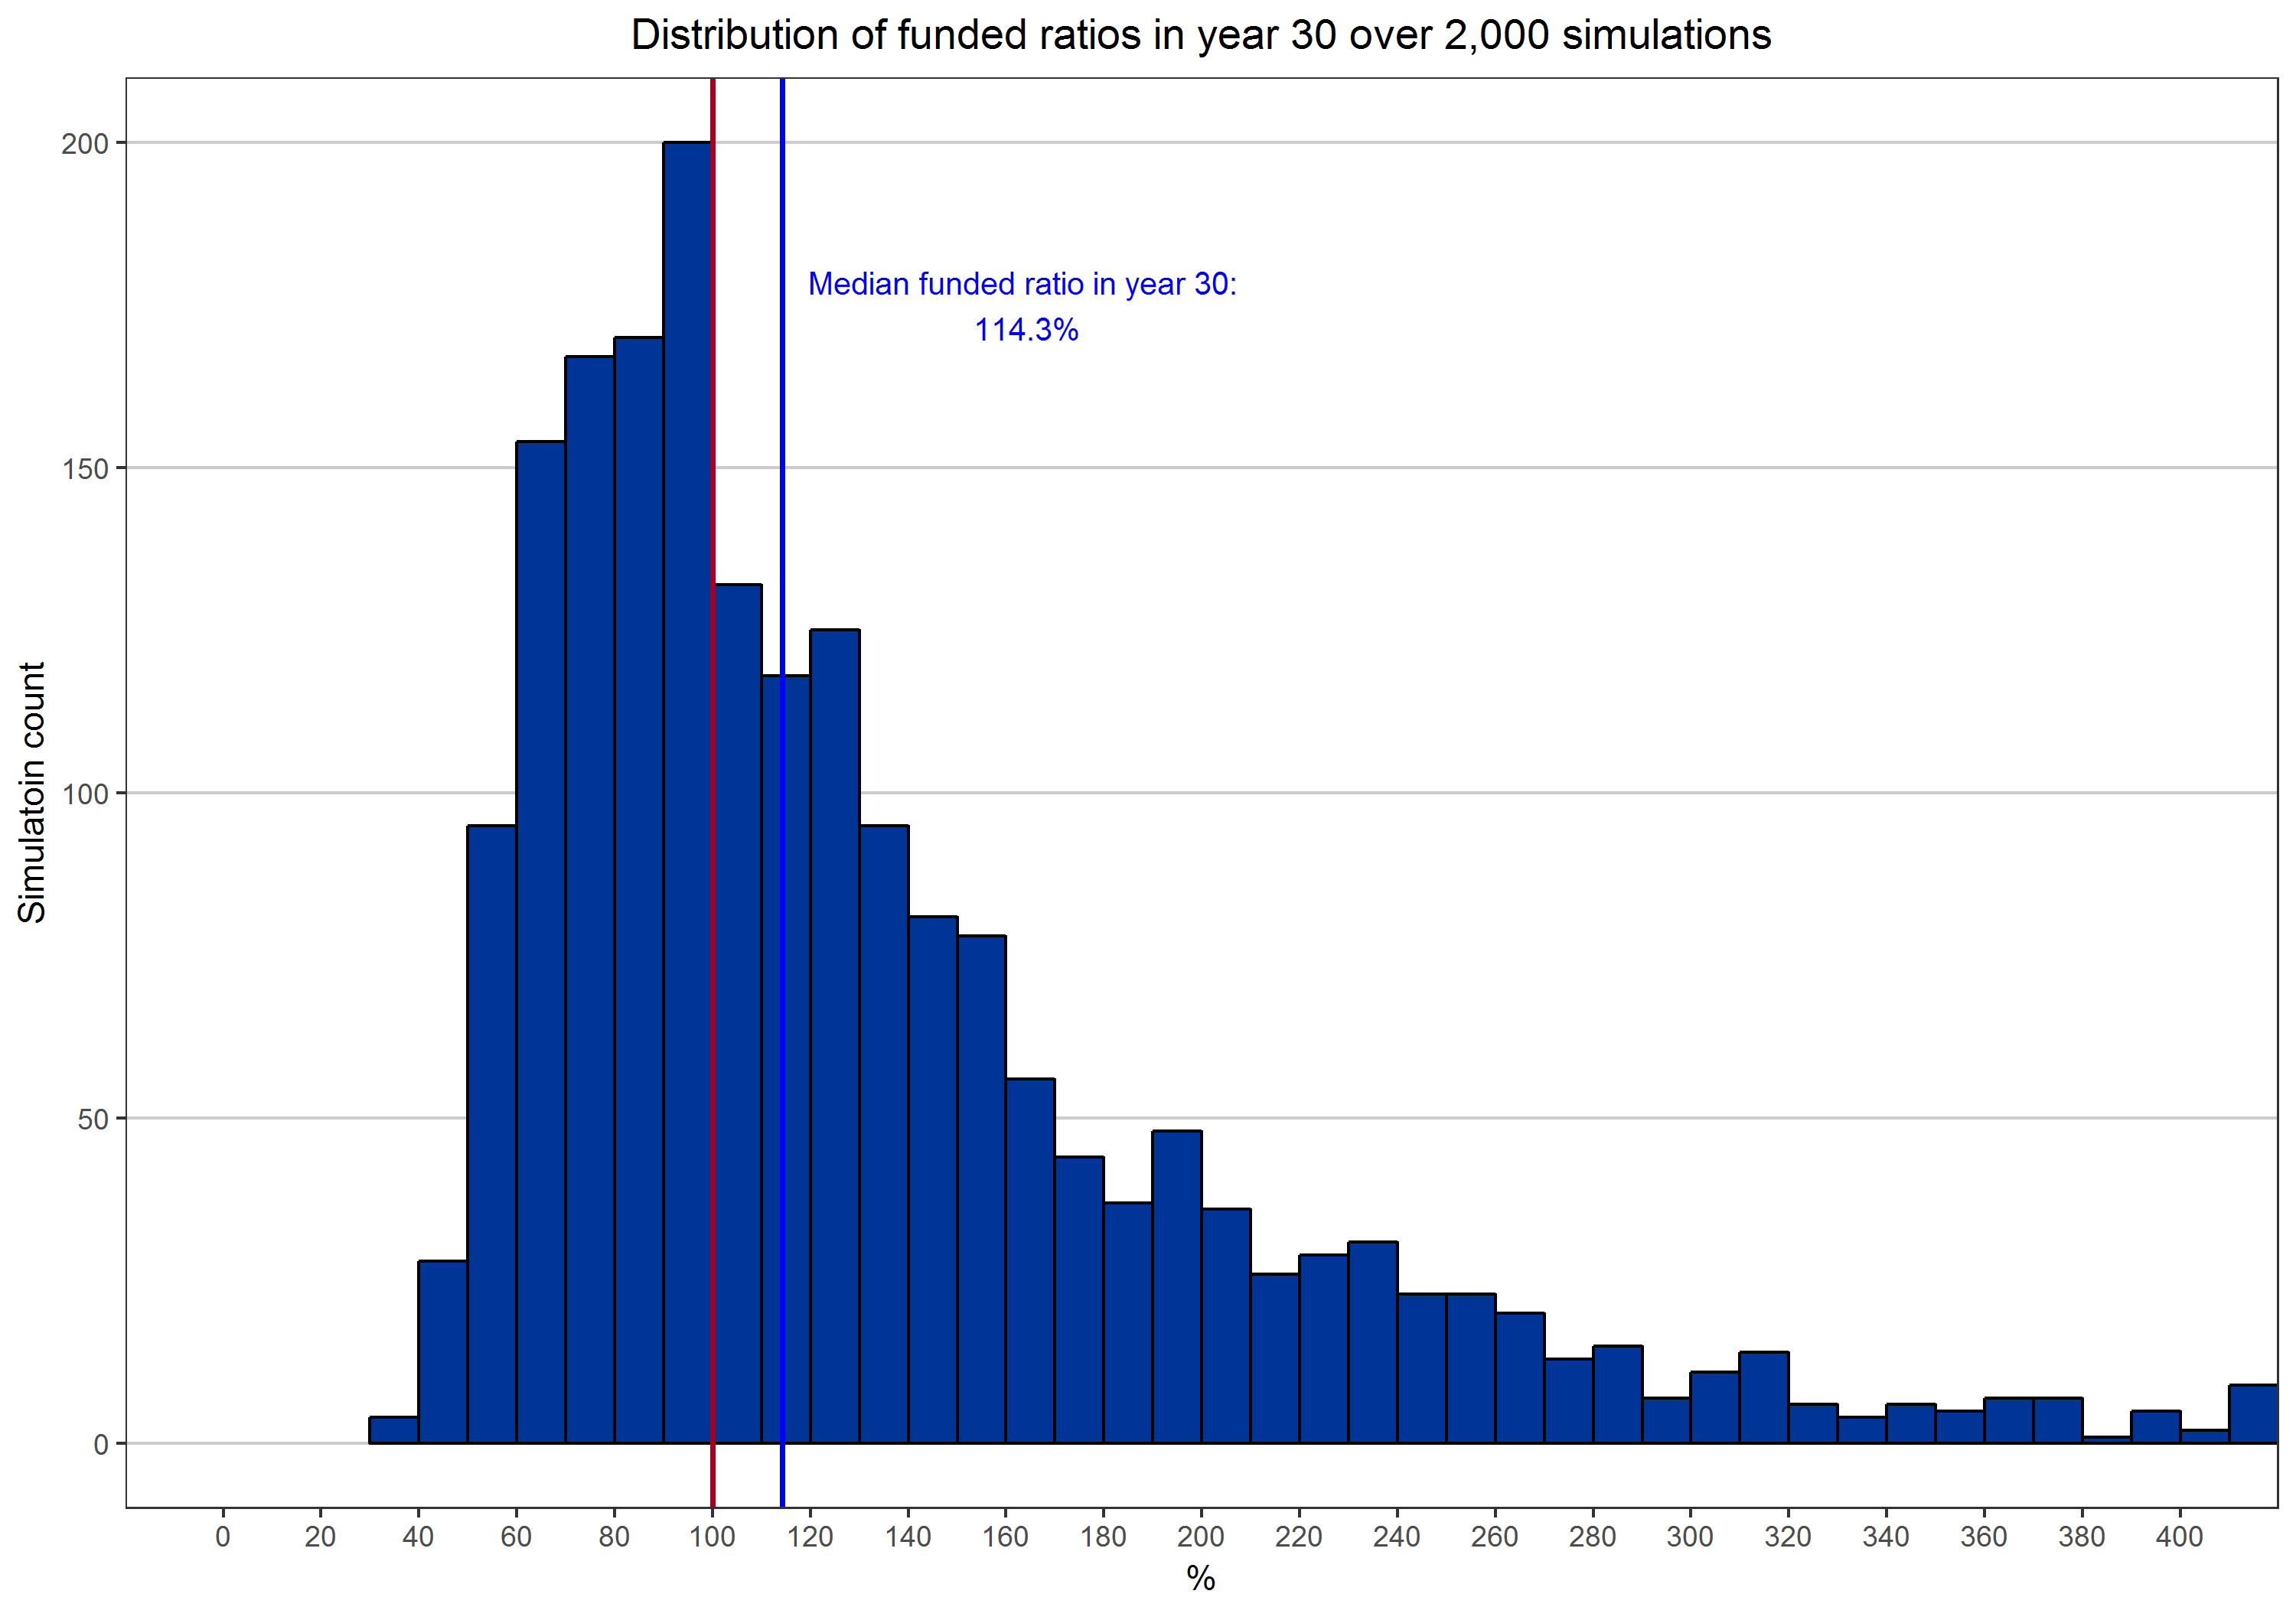 Distribution of funded ratios in year 30 over 2,000 simulations
Simulatoin count
200
150
100
50
0
Median funded ratio in year 30:
114.3%
0 20 40 60 80 100 120 140 160 180 200 220 240 260 280 300 320 340 360 380 400
%